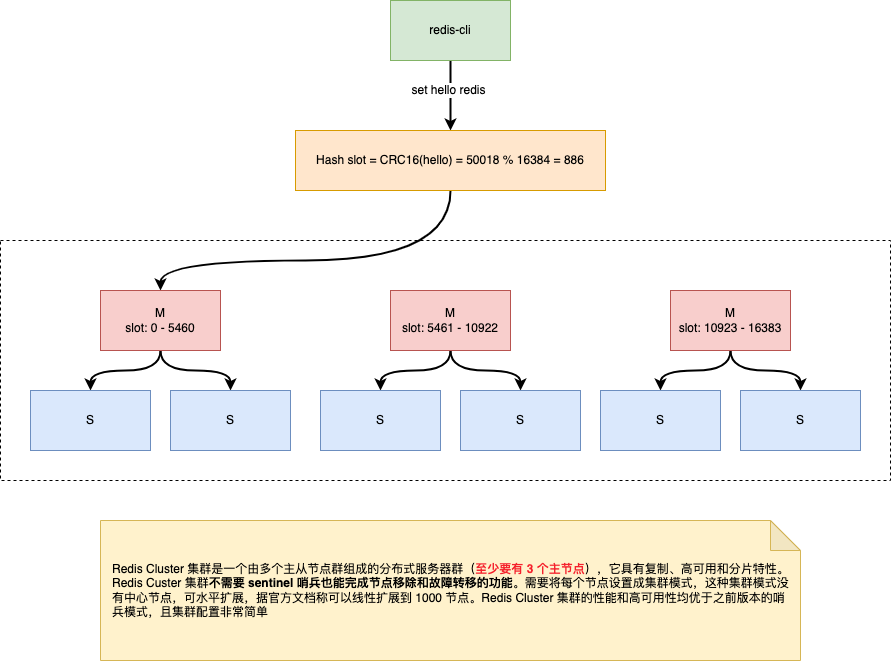 redis-cli
set hello redis
Hash slot = CRC16(hello) = 50018 % 16384 = 886
M
slot: 0 - 5460
M
slot: 5461 - 10922
M
slot: 10923 - 16383
S
S
S
S
S
S
Redis Cluster 集群是一个由多个主从节点群组成的分布式服务器群（至少要有 3 个主节点），它具有复制、高可用和分片特性。
Redis Custer 集群不需要 sentinel 哨兵也能完成节点移除和故障转移的功能。需要将每个节点设置成集群模式，这种集群模式没
有中心节点，可水平扩展，据官方文档称可以线性扩展到 1000 节点。Redis Cluster 集群的性能和高可用性均优于之前版本的哨
兵模式，且集群配置非常简单